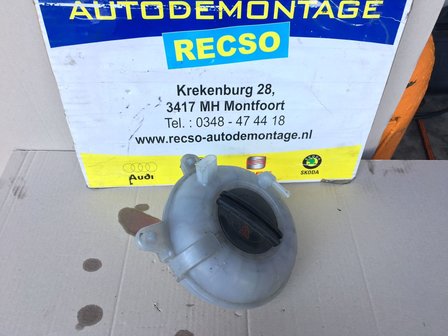 AUTODEMONTAGE
RECSO
Krekenburg 28,
3417 MH Montfoort
Tel. : 0348 - 47 44 18
www.recso-autodemontage.nl
Audi
SKODA